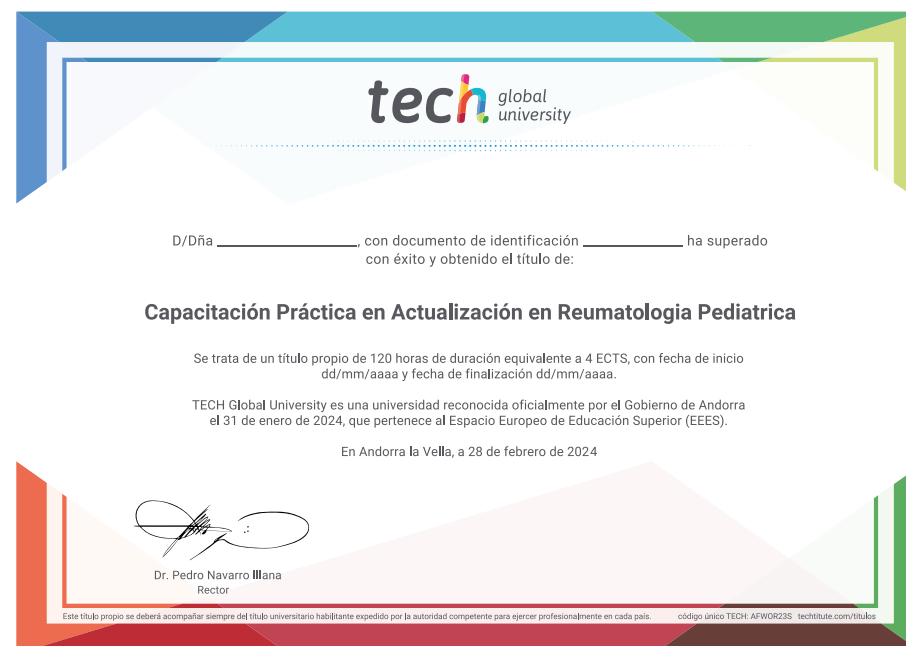 tech global university
D/Dña ____________, con documento de identificación ____________ ha superado
con éxito y obtenido el título de:
Capacitación Práctica en Actualización en Reumatologia Pediatrica
Se trata de un título propio de 120 horas de duración equivalente a 4 ECTS, con fecha de inicio
dd/mm/aaaa y fecha de finalización dd/mm/aaaa.
TECH Global University es una universidad reconocida oficialmente por el Gobierno de Andorra
el 31 de enero de 2024, que pertenece al Espacio Europeo de Educación Superior (EEES).
En Andorra la Vella, a 28 de febrero de 2024
Dr. Pedro Navarro Illana
Rector
Este título propio se deberá acompañar siempre del título universitario habilitante expedido por la autoridad competente para ejercer profesionalmente en cada país. código único TECH: AFWOR23S techtitute.com/titulos